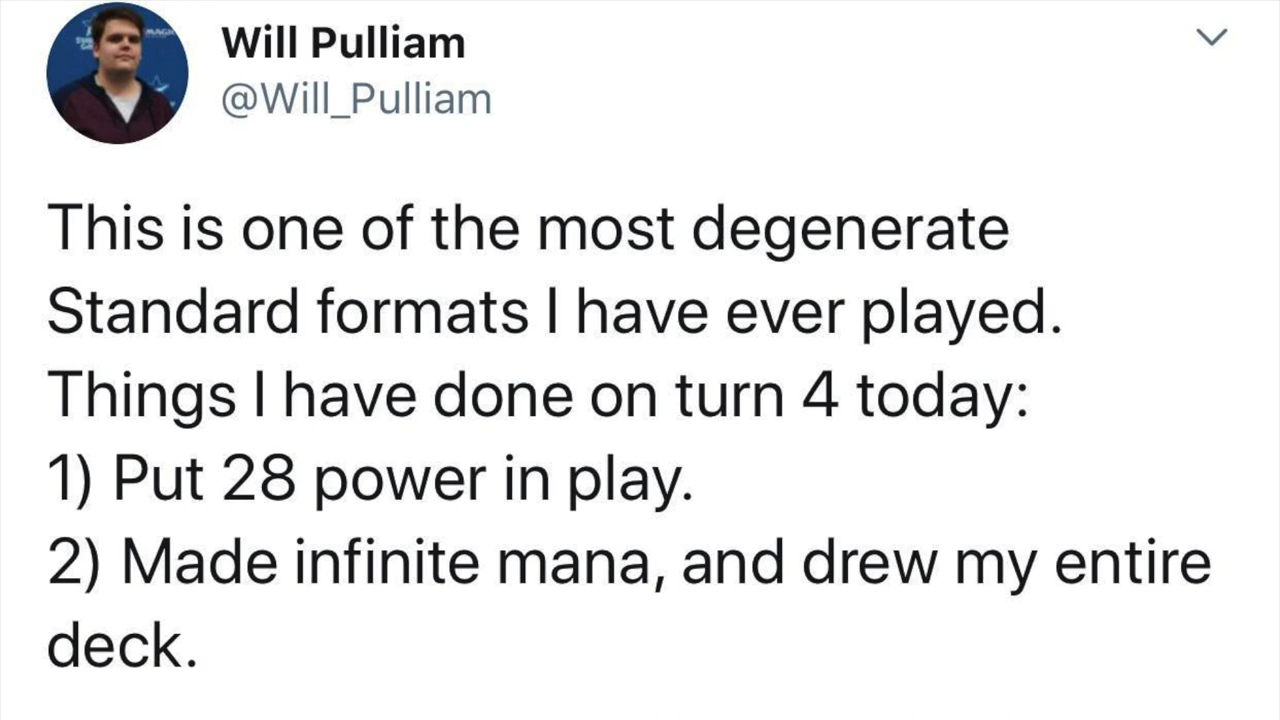 Will Pulliam
@Will_Pulliam
This is one of the most degenerate
Standard formats I have ever played.
Things I have done on turn 4 today:
1) Put 28 power in play.
2) Made infinite mana, and drew my entire
deck.